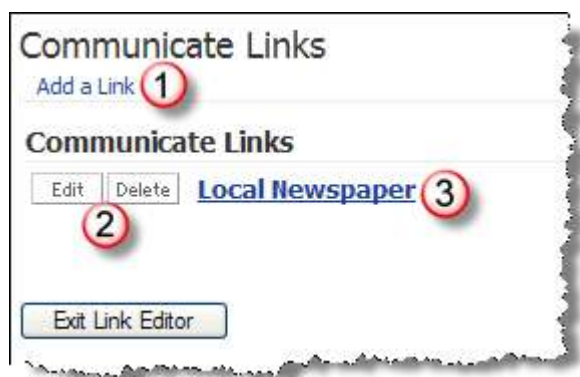 Communicate Links
Add a Link 1
Communicate Links
Edit Delete Local Newspaper 3
2
Exit Link Editor